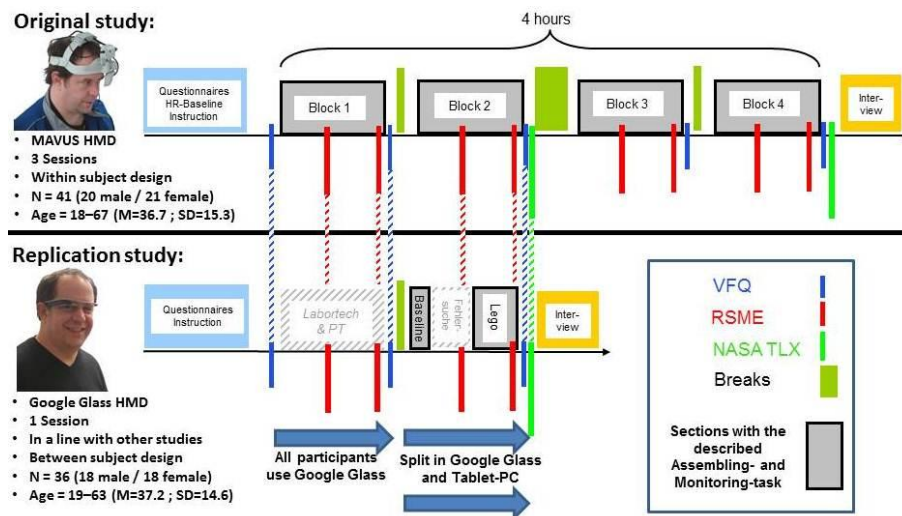 Original study:
4 hours
Questionnaires
HR-Baseline
Instruction
Block 1
Block 2
Block 3
Block 4
Inter-
view
• MAVUS HMD
• 3 Sessions
• Within subject design
• N = 41 (20 male / 21 female)
• Age = 18–67 (M=36.7 ; SD=15.3)
Replication study:
Questionnaires
Instruction
Labortech
& PT
Baseline
Fehler-
suche
Lego
Inter-
view
• Google Glass HMD
• 1 Session
• In a line with other studies
• Between subject design
• N = 36 (18 male / 18 female)
• Age = 19–63 (M=37.2 ; SD=14.6)
All participants
use Google Glass
Split in Google Glass
and Tablet-PC
VFQ
RSME
NASA TLX
Breaks
Sections with the
described
Assembling- and
Monitoring-task